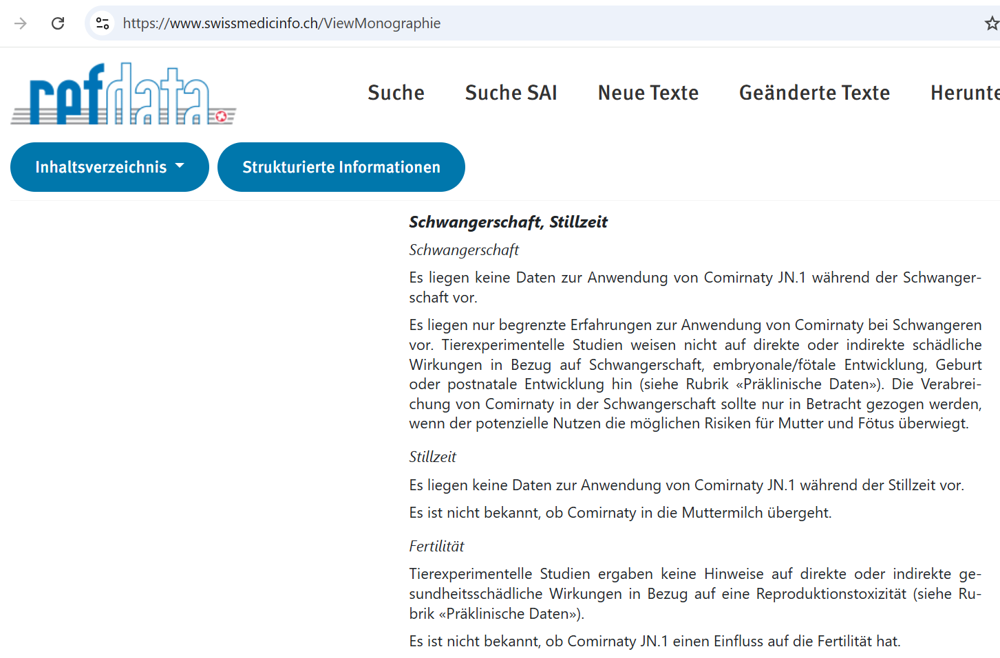 https://www.swissmedicinfo.ch/ViewMonographie
refdata
Suche Suche SAI Neue Texte Geänderte Texte Herunte
Inhaltsverzeichnis Strukturierte Informationen
Schwangerschaft, Stillzeit
Schwangerschaft
Es liegen keine Daten zur Anwendung von Comirnaty JN.1 während der Schwanger-
schaft vor.
Es liegen nur begrenzte Erfahrungen zur Anwendung von Comirnaty bei Schwangeren
vor. Tierexperimentelle Studien weisen nicht auf direkte oder indirekte schädliche
Wirkungen in Bezug auf Schwangerschaft, embryonale/fötale Entwicklung, Geburt
oder postnatale Entwicklung hin (siehe Rubrik «Präklinische Daten»). Die Verabrei-
chung von Comirnaty in der Schwangerschaft sollte nur in Betracht gezogen werden,
wenn der potenzielle Nutzen die möglichen Risiken für Mutter und Fötus überwiegt.
Stillzeit
Es liegen keine Daten zur Anwendung von Comirnaty JN.1 während der Stillzeit vor.
Es ist nicht bekannt, ob Comirnaty in die Muttermilch übergeht.
Fertilität
Tierexperimentelle Studien ergaben keine Hinweise auf direkte oder indirekte ge-
sundheitsschädliche Wirkungen in Bezug auf eine Reproduktionstoxizität (siehe Ru-
brik «Präklinische Daten»).
Es ist nicht bekannt, ob Comirnaty JN.1 einen Einfluss auf die Fertilität hat.